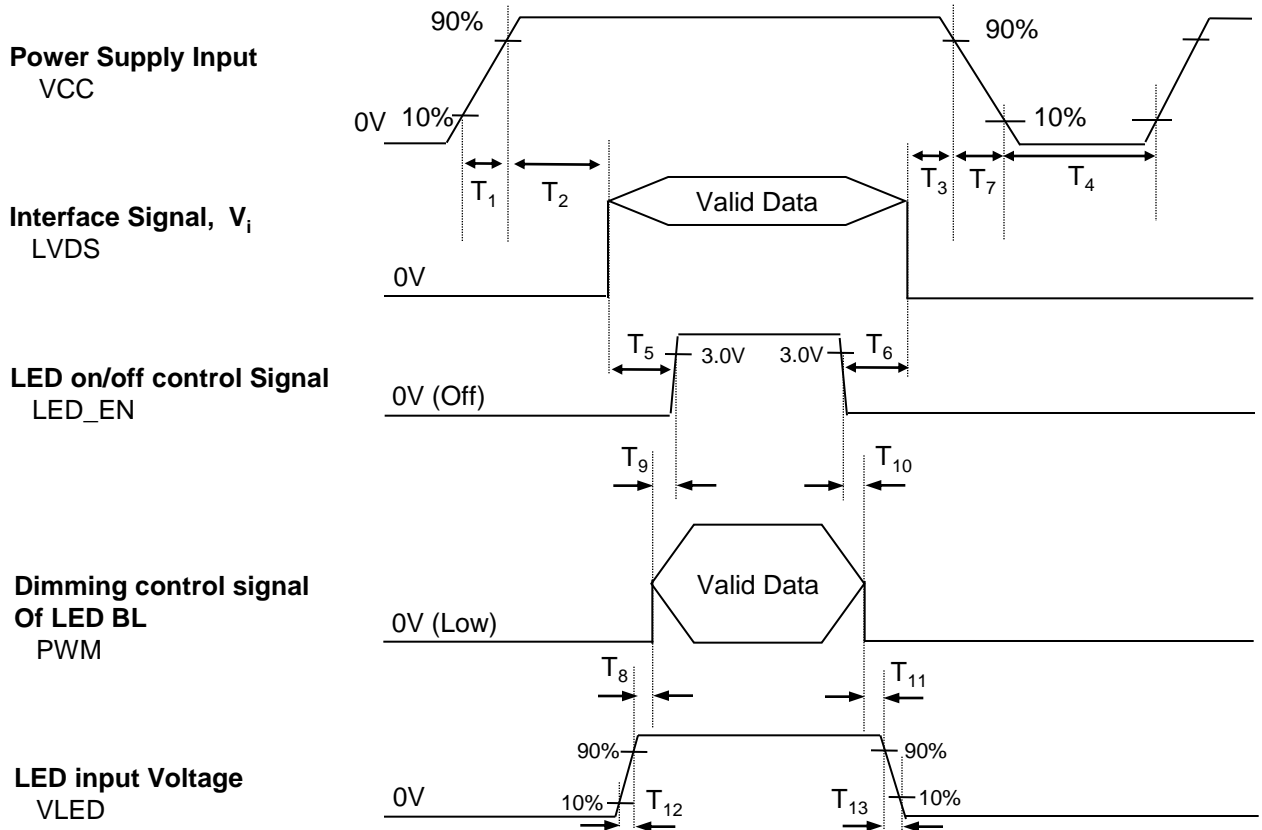 90%
90%
Power Supply Input
VCC
0V
10%
10%
T1
T2
T3
T7
T4
Valid Data
Interface Signal, Vi
LVDS
0V
T5
3.0V
3.0V
T6
LED on/off control Signal
LED_EN
0V (Off)
T9
T10
Dimming control signal
Of LED BL
PWM
Valid Data
0V (Low)
T8
T11
90%
90%
LED input Voltage
VLED
0V
10%
T12
T13
10%